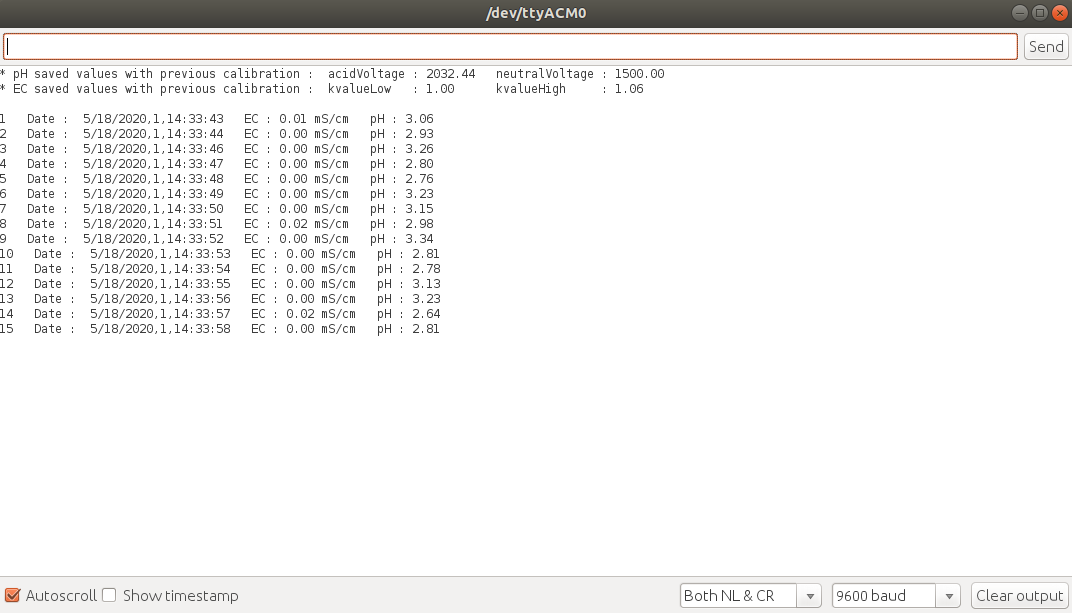 /dev/ttyACM0
Send
* pH saved values with previous calibration :  acidVoltage : 2032.44   neutralVoltage : 1500.00
* EC saved values with previous calibration :  kvalueLow   : 1.00      kvalueHigh     : 1.06
1   Date :  5/18/2020,1,14:33:43   EC : 0.01 mS/cm   pH : 3.06
2   Date :  5/18/2020,1,14:33:44   EC : 0.00 mS/cm   pH : 2.93
3   Date :  5/18/2020,1,14:33:46   EC : 0.00 mS/cm   pH : 3.26
4   Date :  5/18/2020,1,14:33:47   EC : 0.00 mS/cm   pH : 2.80
5   Date :  5/18/2020,1,14:33:48   EC : 0.00 mS/cm   pH : 2.76
6   Date :  5/18/2020,1,14:33:49   EC : 0.00 mS/cm   pH : 3.23
7   Date :  5/18/2020,1,14:33:50   EC : 0.00 mS/cm   pH : 3.15
8   Date :  5/18/2020,1,14:33:51   EC : 0.02 mS/cm   pH : 2.98
9   Date :  5/18/2020,1,14:33:52   EC : 0.00 mS/cm   pH : 3.34
10   Date :  5/18/2020,1,14:33:53   EC : 0.00 mS/cm   pH : 2.81
11   Date :  5/18/2020,1,14:33:54   EC : 0.00 mS/cm   pH : 2.78
12   Date :  5/18/2020,1,14:33:55   EC : 0.00 mS/cm   pH : 3.13
13   Date :  5/18/2020,1,14:33:56   EC : 0.00 mS/cm   pH : 3.23
14   Date :  5/18/2020,1,14:33:57   EC : 0.02 mS/cm   pH : 2.64
15   Date :  5/18/2020,1,14:33:58   EC : 0.00 mS/cm   pH : 2.81
Autoscroll Show timestamp Both NL & CR 9600 baud Clear output